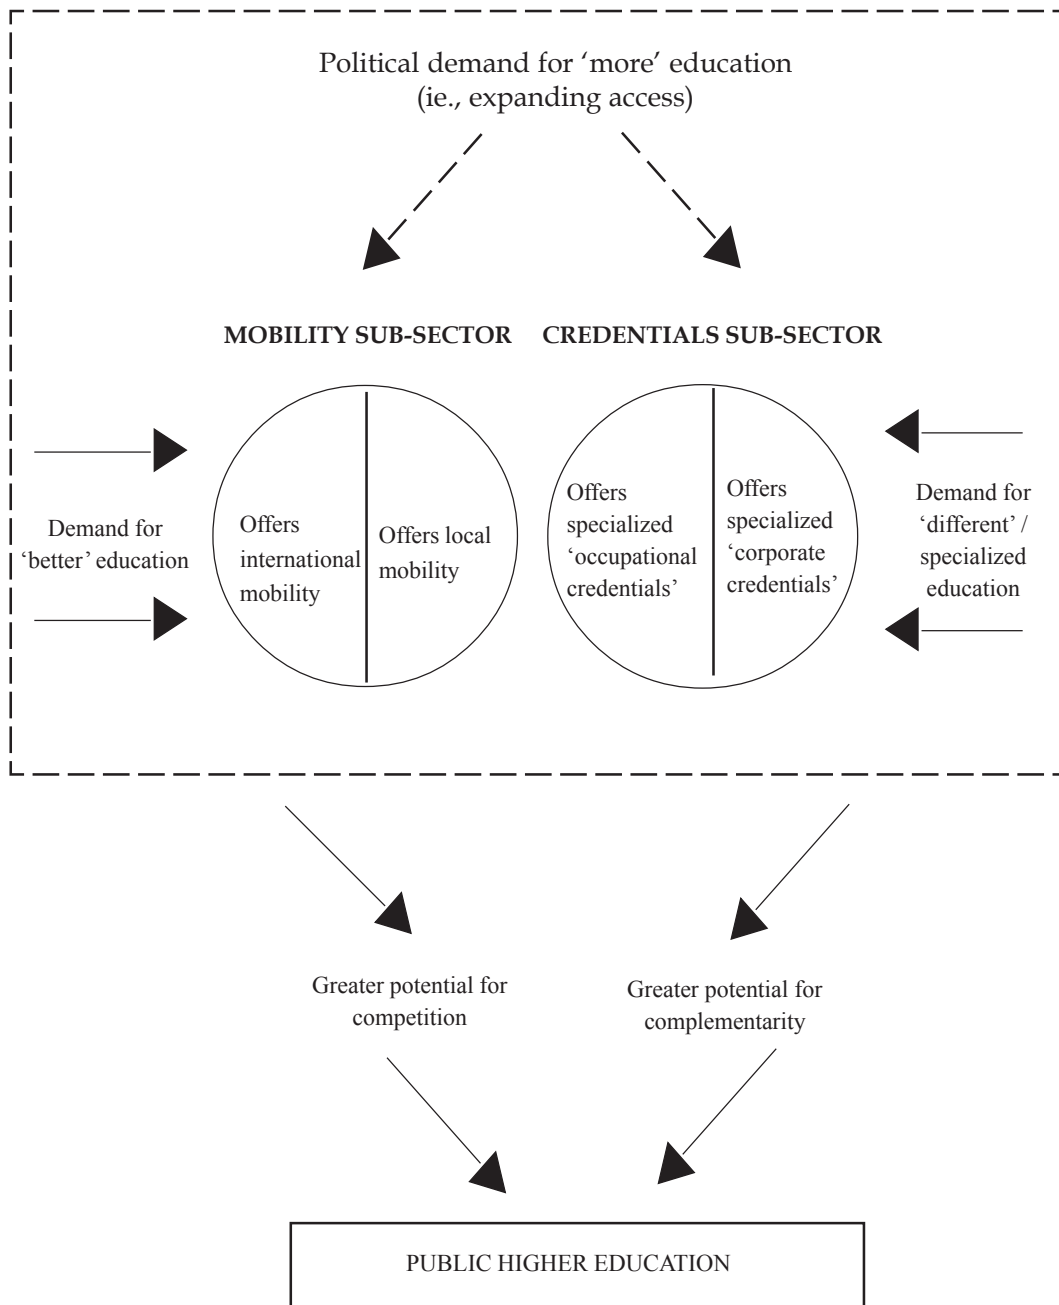 Political demand for ‘more’ education
(ie., expanding access)
MOBILITY SUB-SECTOR
CREDENTIALS SUB-SECTOR
Demand for
‘better’ education
Offers
international
mobility
Offers local
mobility
Offers
specialized
‘occupational
credentials’
Offers
specialized
‘corporate
credentials’
Demand for
‘different’ /
specialized
education
Greater potential for
competition
Greater potential for
complementarity
PUBLIC HIGHER EDUCATION